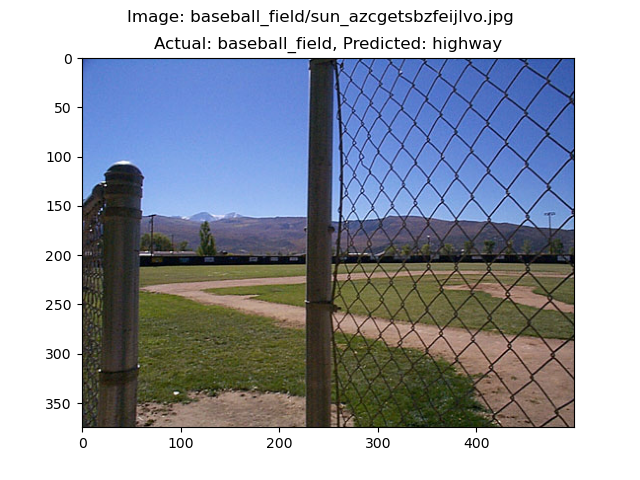 Image: baseball_field/sun_azcgetsbzfeijlvo.jpg
Actual: baseball_field, Predicted: highway
0
50
100
150
200
250
300
350
0 100 200 300 400